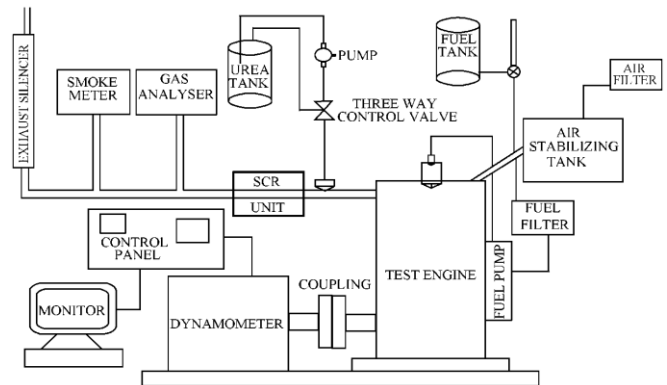 EXHAUST SILENCER
SMOKE
METER
GAS
ANALYSER
UREA
TANK
PUMP
THREE WAY
CONTROL VALVE
FUEL
TANK
AIR
FILTER
AIR
STABILIZING
TANK
SCR
UNIT
FUEL
FILTER
CONTROL
PANEL
COUPLING
TEST ENGINE
FUEL PUMP
MONITOR
DYNAMOMETER